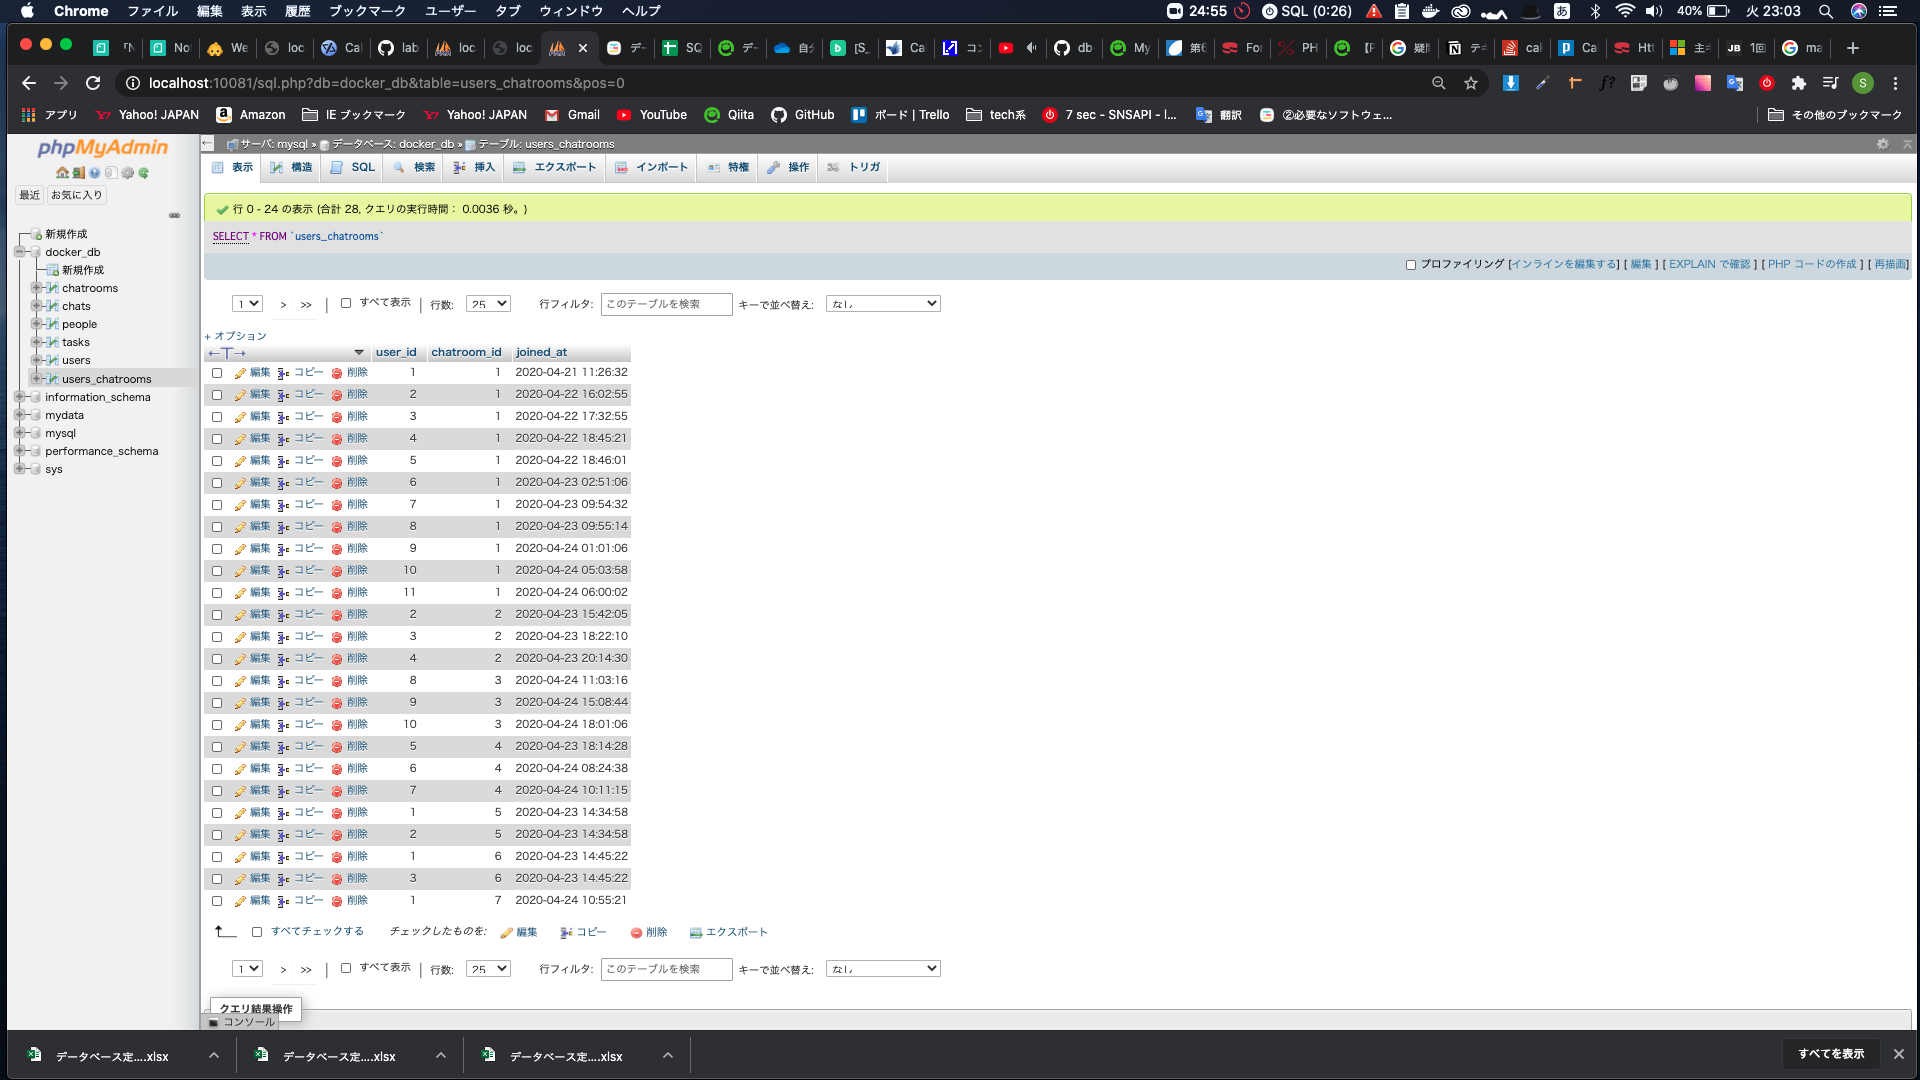 Chrome ファイル 編集 表示 履歴 ブックマーク ユーザー タブ ウィンドウ ヘルプ 24:55 SQL (0:26) あ 40% 火 23:03
No We loc Cal lab loc loc デー SQ デー 自分 [S_ Cal コン db My 第6 For PH 疑問 テキ cak Ca Htt 主キ 1回 ma
localhost:10081/sql.php?db=docker_db&table=users_chatrooms&pos=0
アプリ Yahoo! JAPAN Amazon IE ブックマーク Yahoo! JAPAN Gmail YouTube Qiita GitHub ボード | Trello tech系 7 sec - SNSAPI - I... 翻訳 ②必要なソフトウェ... その他のブックマーク
phpMyAdmin
最近 お気に入り
新規作成
docker_db
新規作成
chatrooms
chats
people
tasks
users
users_chatrooms
information_schema
mydata
mysql
performance_schema
sys
サーバ: mysql » データベース: docker_db » テーブル: users_chatrooms
表示 構造 SQL 検索 挿入 エクスポート インポート 特権 操作 トリガ
行 0 - 24 の表示 (合計 28, クエリの実行時間： 0.0036 秒。)
SELECT * FROM `users_chatrooms`
プロファイリング [インラインを編集する] [ 編集 ] [ EXPLAIN で確認 ] [ PHP コードの作成 ] [ 再描画]
1 > >> | すべて表示 | 行数: 25 行フィルタ: このテーブルを検索 キーで並べ替え: なし
+ オプション
←T→ user_id chatroom_id joined_at
編集 コピー 削除 1 1 2020-04-21 11:26:32
編集 コピー 削除 2 1 2020-04-22 16:02:55
編集 コピー 削除 3 1 2020-04-22 17:32:55
編集 コピー 削除 4 1 2020-04-22 18:45:21
編集 コピー 削除 5 1 2020-04-22 18:46:01
編集 コピー 削除 6 1 2020-04-23 02:51:06
編集 コピー 削除 7 1 2020-04-23 09:54:32
編集 コピー 削除 8 1 2020-04-23 09:55:14
編集 コピー 削除 9 1 2020-04-24 01:01:06
編集 コピー 削除 10 1 2020-04-24 05:03:58
編集 コピー 削除 11 1 2020-04-24 06:00:02
編集 コピー 削除 2 2 2020-04-23 15:42:05
編集 コピー 削除 3 2 2020-04-23 18:22:10
編集 コピー 削除 4 2 2020-04-23 20:14:30
編集 コピー 削除 8 3 2020-04-24 11:03:16
編集 コピー 削除 9 3 2020-04-24 15:08:44
編集 コピー 削除 10 3 2020-04-24 18:01:06
編集 コピー 削除 5 4 2020-04-23 18:14:28
編集 コピー 削除 6 4 2020-04-24 08:24:38
編集 コピー 削除 7 4 2020-04-24 10:11:15
編集 コピー 削除 1 5 2020-04-23 14:34:58
編集 コピー 削除 2 5 2020-04-23 14:34:58
編集 コピー 削除 1 6 2020-04-23 14:45:22
編集 コピー 削除 3 6 2020-04-23 14:45:22
編集 コピー 削除 1 7 2020-04-24 10:55:21
すべてチェックする チェックしたものを: 編集 コピー 削除 エクスポート
1 > >> | すべて表示 | 行数: 25 行フィルタ: このテーブルを検索 キーで並べ替え: なし
クエリ結果操作
コンソール
データベース定....xlsx データベース定....xlsx データベース定....xlsx すべてを表示